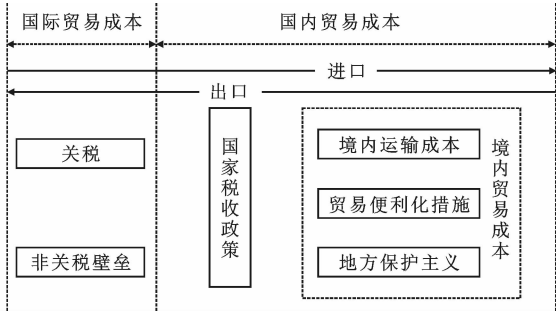 国际贸易成本
国内贸易成本
进口
出口
关税
非关税壁垒
国家税收政策
境内运输成本
贸易便利化措施
地方保护主义
境内贸易成本